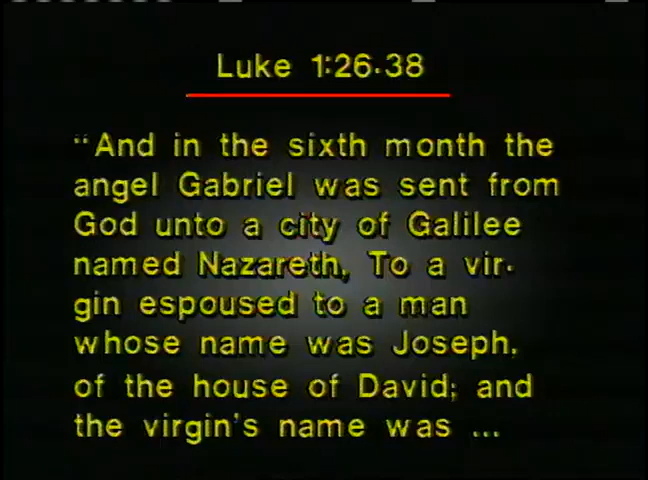 Luke 1:26-38
"And in the sixth month the
angel Gabriel was sent from
God unto a city of Galilee
named Nazareth, To a vir-
gin espoused to a man
whose name was Joseph,
of the house of David; and
the virgin's name was ...